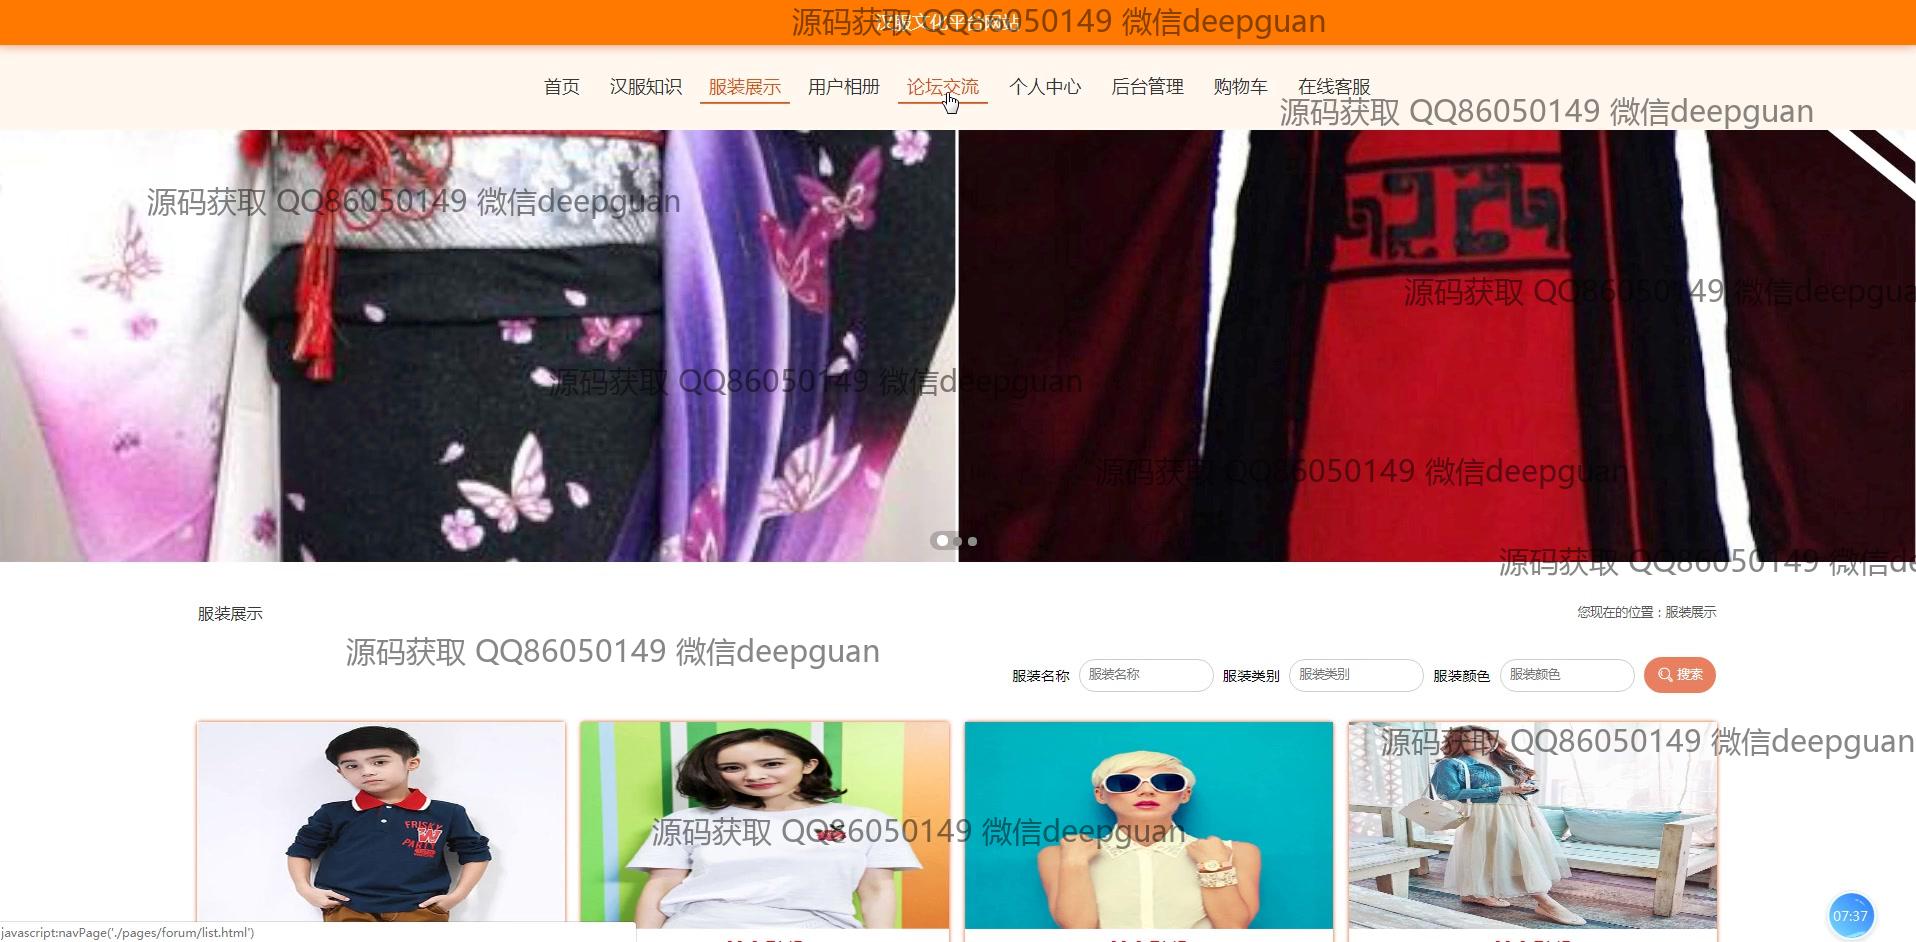 汉服文化平台网站
源码获取 QQ86050149 微信deepguan
首页 汉服知识 服装展示 用户相册 论坛交流 个人中心 后台管理 购物车 在线客服
源码获取 QQ86050149 微信deepguan
源码获取 QQ86050149 微信deepguan
源码获取 QQ86050149 微信deepgua
源码获取 QQ86050149 微信deepguan
源码获取 QQ86050149 微信deepguan
源码获取 QQ86050149 微信de
服装展示
您现在的位置：服装展示
源码获取 QQ86050149 微信deepguan
服装名称 服装名称 服装类别 服装类别 服装颜色 服装颜色 搜索
源码获取 QQ86050149 微信deepguan
FRISKY
W
PARTY
源码获取 QQ86050149 微信deepguan
07:37
javascript:navPage('./pages/forum/list.html')